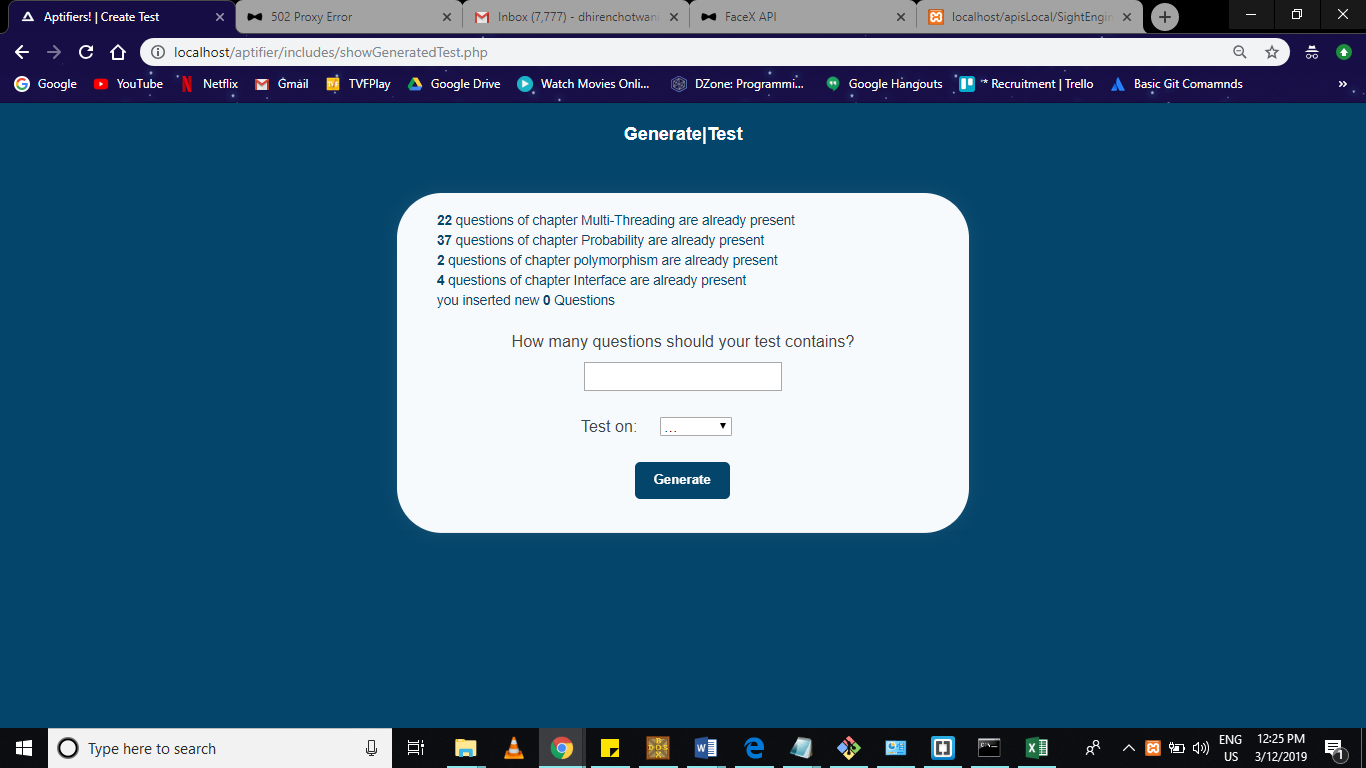 Aptifiers! | Create Test
502 Proxy Error
Inbox (7,777) - dhirenchotwani
FaceX API
localhost/apisLocal/SightEngin
localhost/aptifier/includes/showGeneratedTest.php
Google
YouTube
Netflix
Gmail
TVFPlay
Google Drive
Watch Movies Onli...
DZone: Programmi...
Google Hangouts
** Recruitment | Trello
Basic Git Comamnds
»
Generate|Test
22 questions of chapter Multi-Threading are already present
37 questions of chapter Probability are already present
2 questions of chapter polymorphism are already present
4 questions of chapter Interface are already present
you inserted new 0 Questions
How many questions should your test contains?
Test on: ...
Generate
Type here to search
ENG
US
12:25 PM
3/12/2019
1